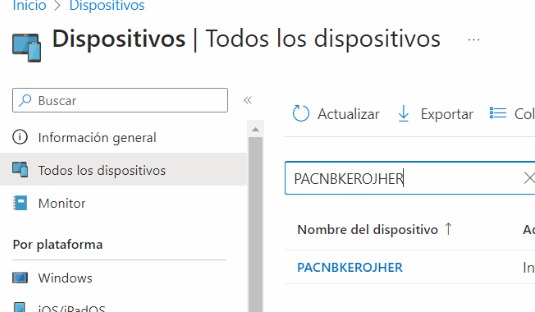 Inicio > Dispositivos
Dispositivos | Todos los dispositivos ...
Buscar
«
Información general
Todos los dispositivos
Monitor
Por plataforma
Windows
iOS/iPadOS
Actualizar
Exportar
Col
PACNBKEROJHER
Nombre del dispositivo ↑
PACNBKEROJHER
In